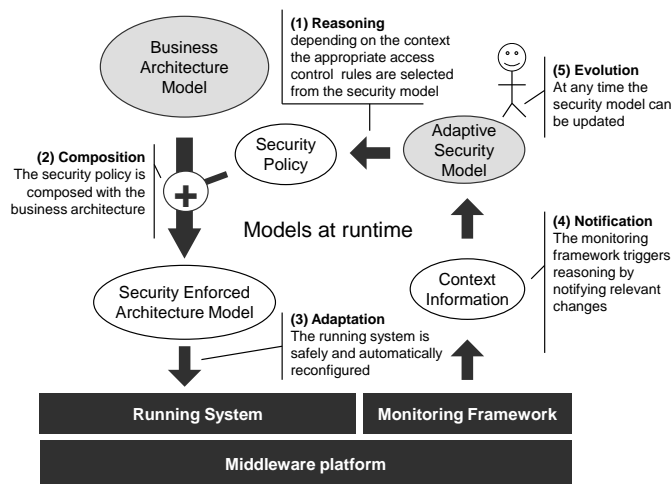 Business
Architecture
Model
(1) Reasoning
depending on the context
the appropriate access
control rules are selected
from the security model
(5) Evolution
At any time the
security model can
be updated
Adaptive
Security
Model
Security
Policy
(2) Composition
The security policy is
composed with the
business architecture
+
Models at runtime
(4) Notification
The monitoring
framework triggers
reasoning by
notifying relevant
changes
Context
Information
Security Enforced
Architecture Model
(3) Adaptation
The running system is
safely and automatically
reconfigured
Running System
Monitoring Framework
Middleware platform